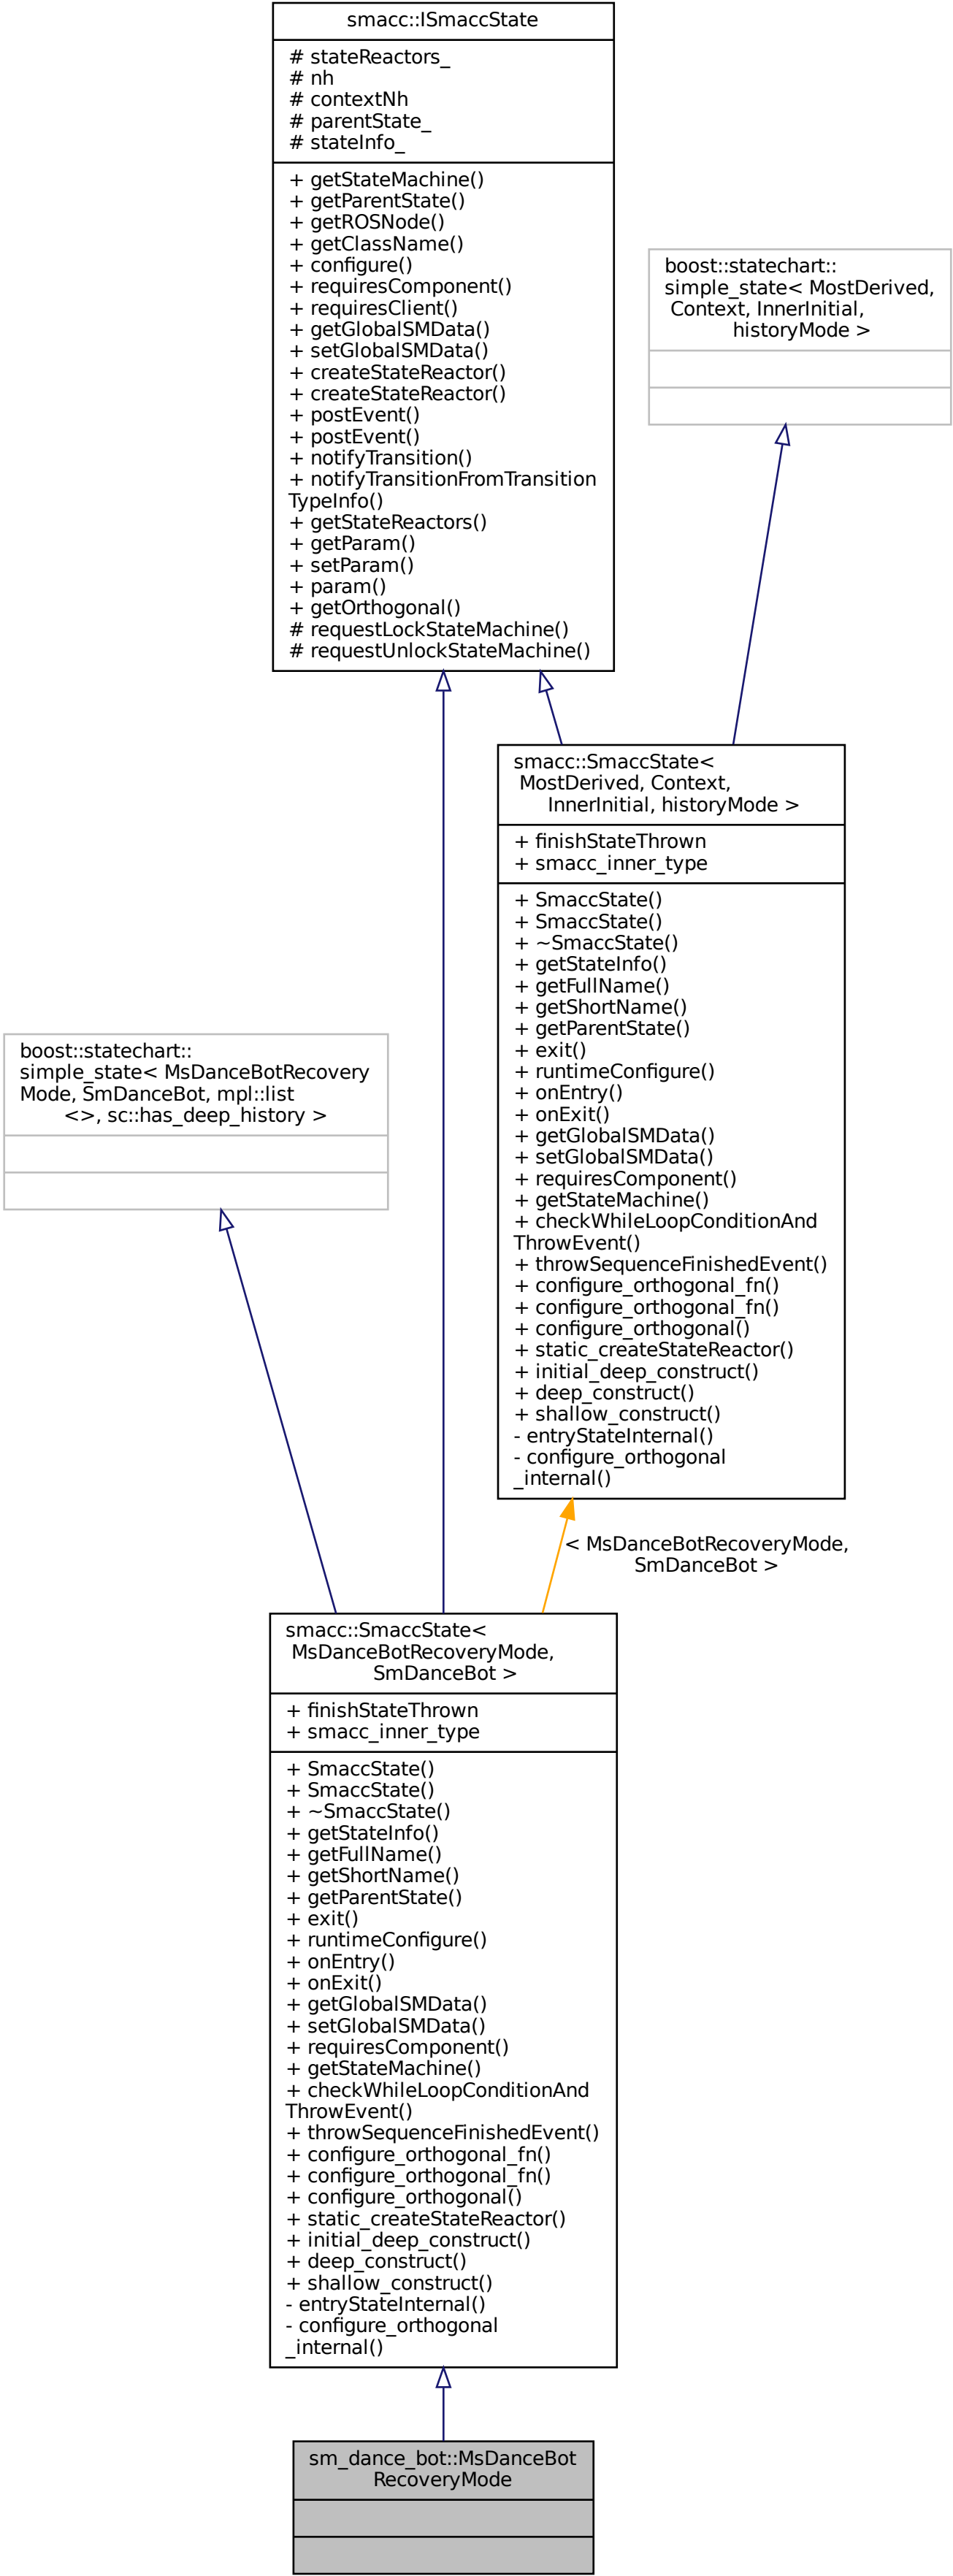 smacc::ISmaccState
# stateReactors_
# nh
# contextNh
# parentState_
# stateInfo_
+ getStateMachine()
+ getParentState()
+ getROSNode()
+ getClassName()
+ configure()
+ requiresComponent()
+ requiresClient()
+ getGlobalSMData()
+ setGlobalSMData()
+ createStateReactor()
+ createStateReactor()
+ postEvent()
+ postEvent()
+ notifyTransition()
+ notifyTransitionFromTransition
TypeInfo()
+ getStateReactors()
+ getParam()
+ setParam()
+ param()
+ getOrthogonal()
# requestLockStateMachine()
# requestUnlockStateMachine()
boost::statechart::
simple_state< MostDerived,
Context, InnerInitial,
historyMode >
smacc::SmaccState<
MostDerived, Context,
InnerInitial, historyMode >
+ finishStateThrown
+ smacc_inner_type
+ SmaccState()
+ SmaccState()
+ ~SmaccState()
+ getStateInfo()
+ getFullName()
+ getShortName()
+ getParentState()
+ exit()
+ runtimeConfigure()
+ onEntry()
+ onExit()
+ getGlobalSMData()
+ setGlobalSMData()
+ requiresComponent()
+ getStateMachine()
+ checkWhileLoopConditionAnd
ThrowEvent()
+ throwSequenceFinishedEvent()
+ configure_orthogonal_fn()
+ configure_orthogonal_fn()
+ configure_orthogonal()
+ static_createStateReactor()
+ initial_deep_construct()
+ deep_construct()
+ shallow_construct()
- entryStateInternal()
- configure_orthogonal
_internal()
boost::statechart::
simple_state< MsDanceBotRecovery
Mode, SmDanceBot, mpl::list
<>, sc::has_deep_history >
< MsDanceBotRecoveryMode,
SmDanceBot >
smacc::SmaccState<
MsDanceBotRecoveryMode,
SmDanceBot >
+ finishStateThrown
+ smacc_inner_type
+ SmaccState()
+ SmaccState()
+ ~SmaccState()
+ getStateInfo()
+ getFullName()
+ getShortName()
+ getParentState()
+ exit()
+ runtimeConfigure()
+ onEntry()
+ onExit()
+ getGlobalSMData()
+ setGlobalSMData()
+ requiresComponent()
+ getStateMachine()
+ checkWhileLoopConditionAnd
ThrowEvent()
+ throwSequenceFinishedEvent()
+ configure_orthogonal_fn()
+ configure_orthogonal_fn()
+ configure_orthogonal()
+ static_createStateReactor()
+ initial_deep_construct()
+ deep_construct()
+ shallow_construct()
- entryStateInternal()
- configure_orthogonal
_internal()
sm_dance_bot::MsDanceBot
RecoveryMode